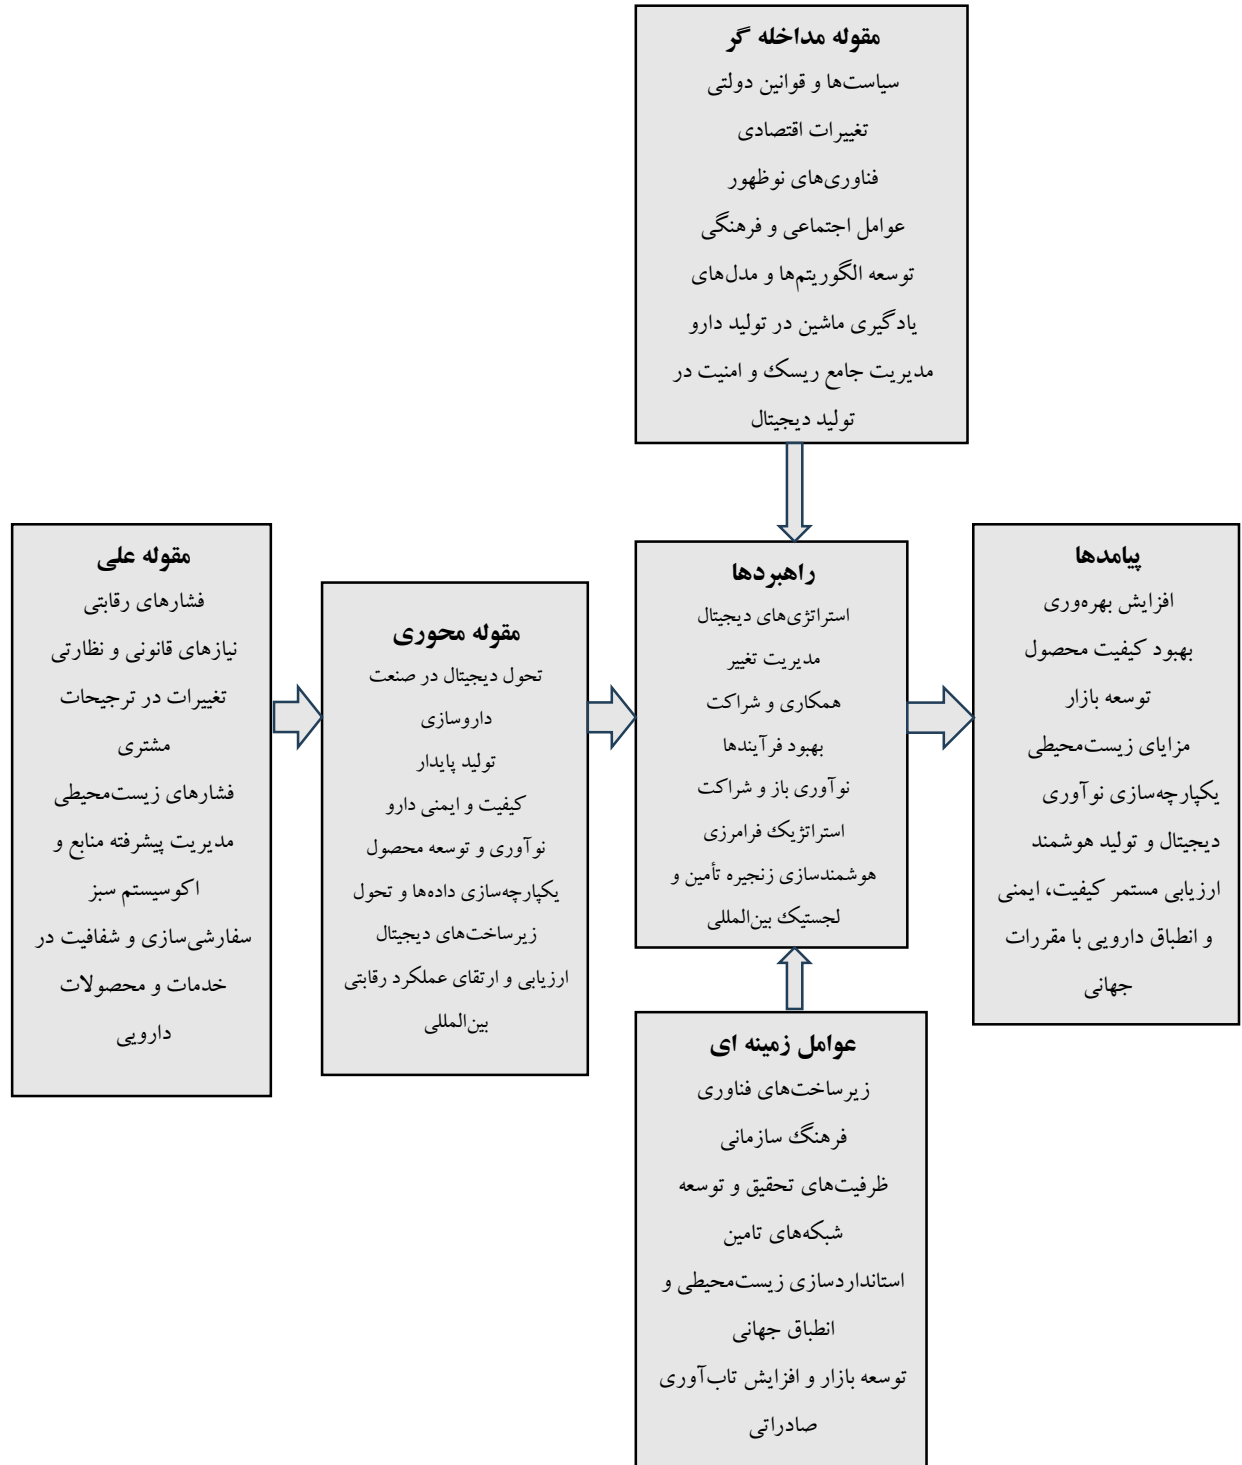 مقوله مداخله گر
سیاست‌ها و قوانین دولتی
تغییرات اقتصادی
فناوری‌های نوظهور
عوامل اجتماعی و فرهنگی
توسعه الگوریتم‌ها و مدل‌های
یادگیری ماشین در تولید دارو
مدیریت جامع ریسک و امنیت در
تولید دیجیتال
مقوله علی
فشارهای رقابتی
نیازهای قانونی و نظارتی
تغییرات در ترجیحات
مشتری
فشارهای زیست‌محیطی
مدیریت پیشرفته منابع و
اکوسیستم سبز
سفارشی‌سازی و شفافیت در
خدمات و محصولات
دارویی
مقوله محوری
تحول دیجیتال در صنعت
داروسازی
تولید پایدار
کیفیت و ایمنی دارو
نوآوری و توسعه محصول
یکپارچه‌سازی داده‌ها و تحول
زیرساخت‌های دیجیتال
ارزیابی و ارتقای عملکرد رقابتی
بین‌المللی
راهبردها
استراتژی‌های دیجیتال
مدیریت تغییر
همکاری و شراکت
بهبود فرآیندها
نوآوری باز و شراکت
استراتژیک فرامرزی
هوشمندسازی زنجیره تأمین و
لجستیک بین‌المللی
پیامدها
افزایش بهره‌وری
بهبود کیفیت محصول
توسعه بازار
مزایای زیست‌محیطی
یکپارچه‌سازی نوآوری
دیجیتال و تولید هوشمند
ارزیابی مستمر کیفیت، ایمنی
و انطباق دارویی با مقررات
جهانی
عوامل زمینه ای
زیرساخت‌های فناوری
فرهنگ سازمانی
ظرفیت‌های تحقیق و توسعه
شبکه‌های تامین
استانداردسازی زیست‌محیطی و
انطباق جهانی
توسعه بازار و افزایش تاب‌آوری
صادراتی